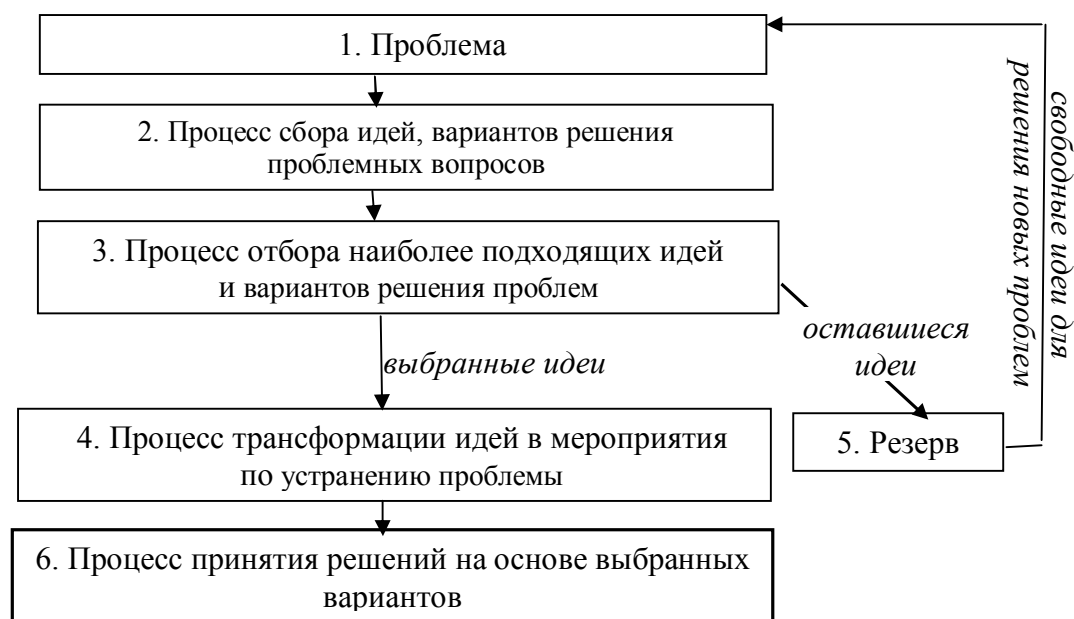 1. Проблема
2. Процесс сбора идей, вариантов решения
проблемных вопросов
3. Процесс отбора наиболее подходящих идей
и вариантов решения проблем
выбранные идеи
оставшиеся
идеи
4. Процесс трансформации идей в мероприятия
по устранению проблемы
5. Резерв
6. Процесс принятия решений на основе выбранных
вариантов
свободные идеи для
решения новых проблем